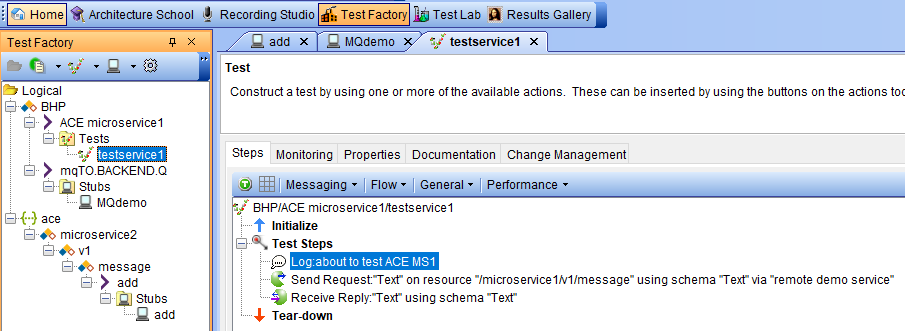 Home Architecture School Recording Studio Test Factory Test Lab Results Gallery
Test Factory
add MQdemo testservice1
Logical
BHP
ACE microservice1
Tests
testservice1
mqTO.BACKEND.Q
Stubs
MQdemo
ace
microservice2
v1
message
add
Stubs
add
Test
Construct a test by using one or more of the available actions. These can be inserted by using the buttons on the actions
Steps Monitoring Properties Documentation Change Management
Messaging Flow General Performance
BHP/ACE microservice1/testservice1
Initialize
Test Steps
Log:about to test ACE MS1
Send Request:"Text" on resource "/microservice1/v1/message" using schema "Text" via "remote demo service"
Receive Reply:"Text" using schema "Text"
Tear-down